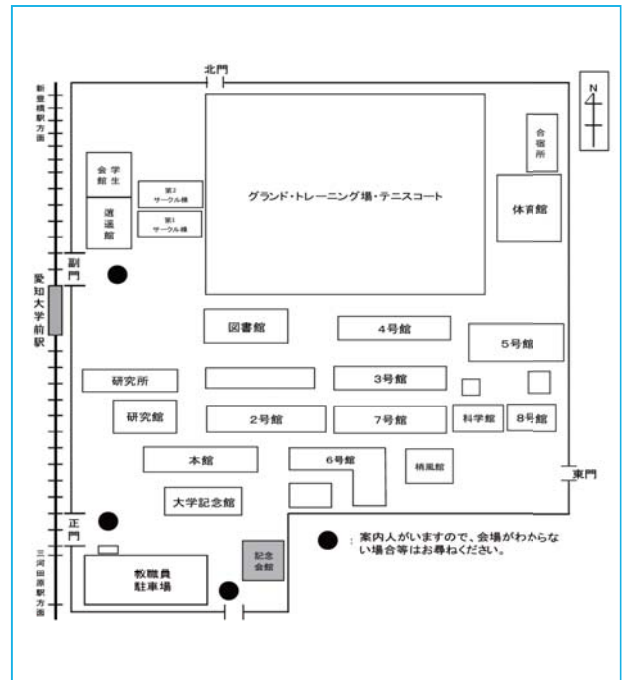 北門
新豊橋駅方面
N
合宿所
学生
会館
第2
サークル棟
グランド・トレーニング場・テニスコート
体育館
逍遥館
第1
サークル棟
副門
愛知大学前駅
図書館
4号館
5号館
研究所
3号館
研究館
2号館
7号館
科学館
8号館
本館
6号館
梢風館
東門
大学記念館
正門
： 案内人がいますので、会場がわからな
い場合等はお尋ねください。
記念
会館
三河田原駅方面
教職員
駐車場